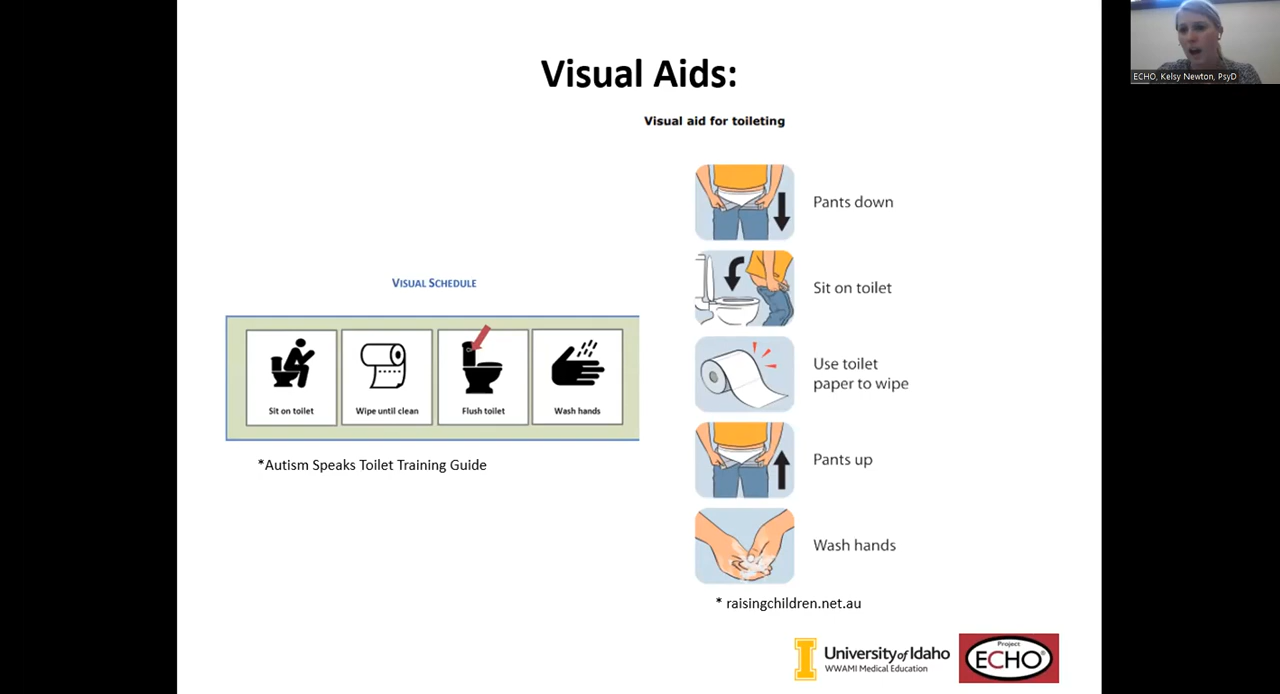 Visual Aids:
Visual aid for toileting
VISUAL SCHEDULE
Sit on toilet
Wipe until clean
Flush toilet
Wash hands
*Autism Speaks Toilet Training Guide
Pants down
Sit on toilet
Use toilet
paper to wipe
Pants up
Wash hands
* raisingchildren.net.au
University of Idaho
WWAMI Medical Education
Project
ECHO®
ECHO, Kelsy Newton, PsyD